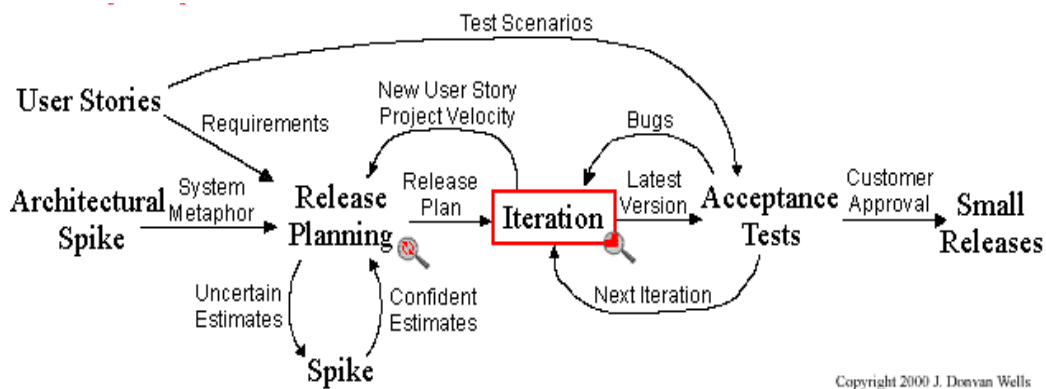 Test Scenarios
User Stories
New User Story
Project Velocity
Bugs
Requirements
Architectural
Spike
System
Metaphor
Release
Planning
Release
Plan
Iteration
Latest
Version
Acceptance
Tests
Customer
Approval
Small
Releases
Uncertain
Estimates
Confident
Estimates
Next Iteration
Spike
Copyright 2000 J. Donvan Wells